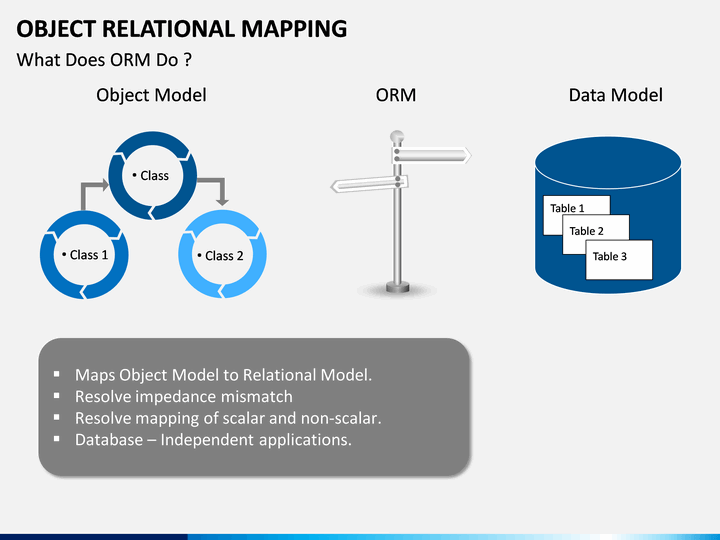 OBJECT RELATIONAL MAPPING
What Does ORM Do ?
Object Model
ORM
Data Model
• Class
• Class 1
• Class 2
Table 1
Table 2
Table 3
▪ Maps Object Model to Relational Model.
▪ Resolve impedance mismatch
▪ Resolve mapping of scalar and non-scalar.
▪ Database – Independent applications.